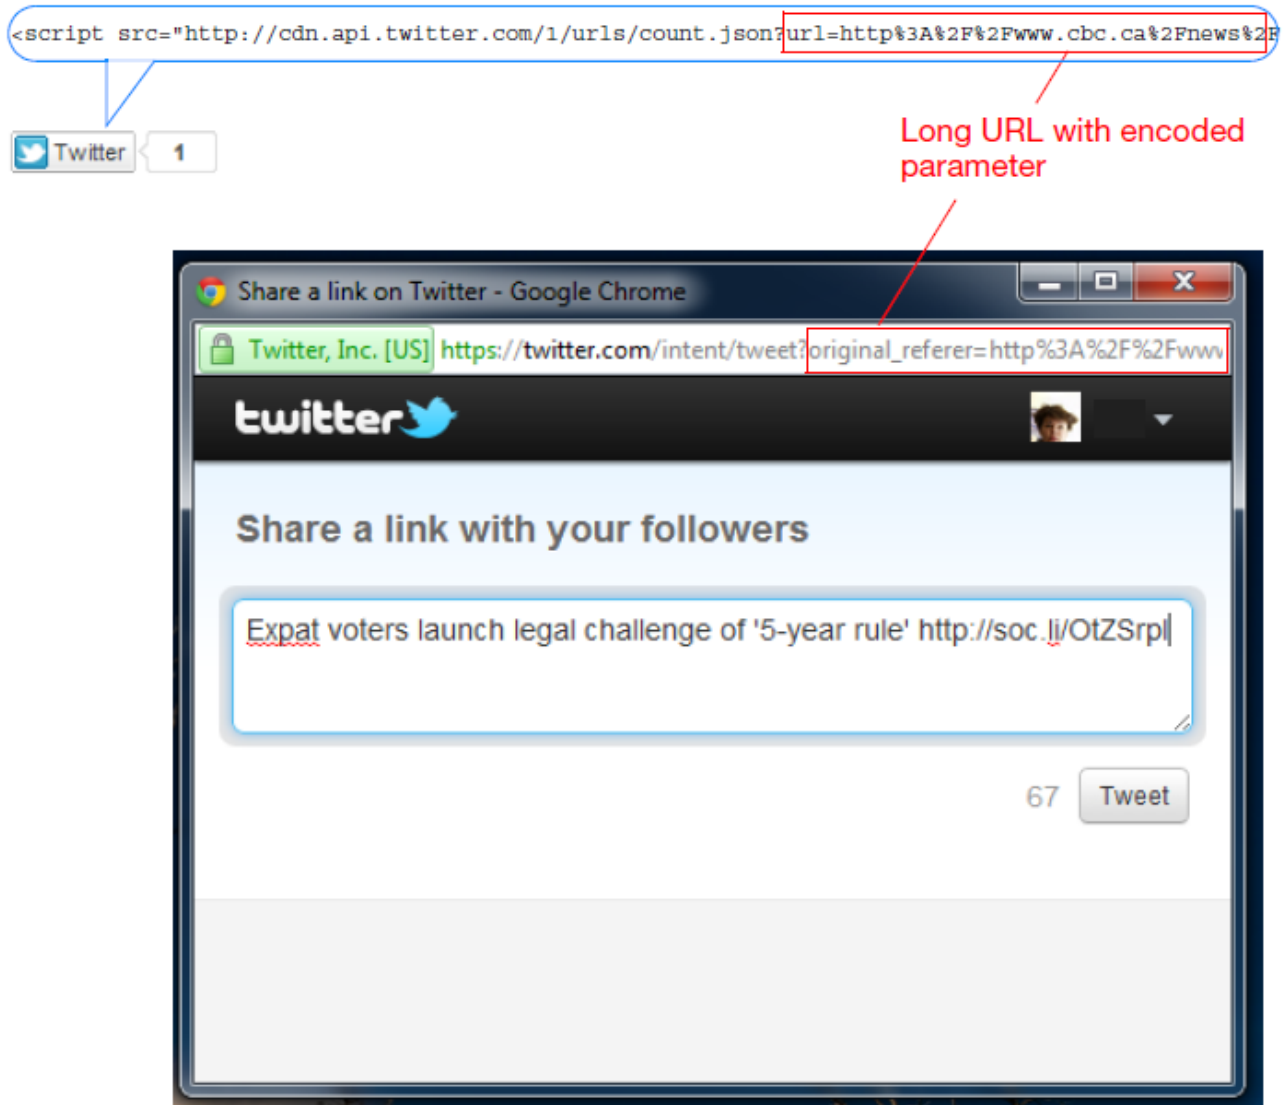 <script src="http://cdn.api.twitter.com/1/urls/count.json?url=http%3A%2F%2Fwww.cbc.ca%2Fnews%2F
Twitter 1
Long URL with encoded
parameter
Share a link on Twitter - Google Chrome
Twitter, Inc. [US] https://twitter.com/intent/tweet?original_referer=http%3A%2F%2Fwww
twitter
Share a link with your followers
Expat voters launch legal challenge of '5-year rule' http://soc.li/OtZSrpl
67 Tweet